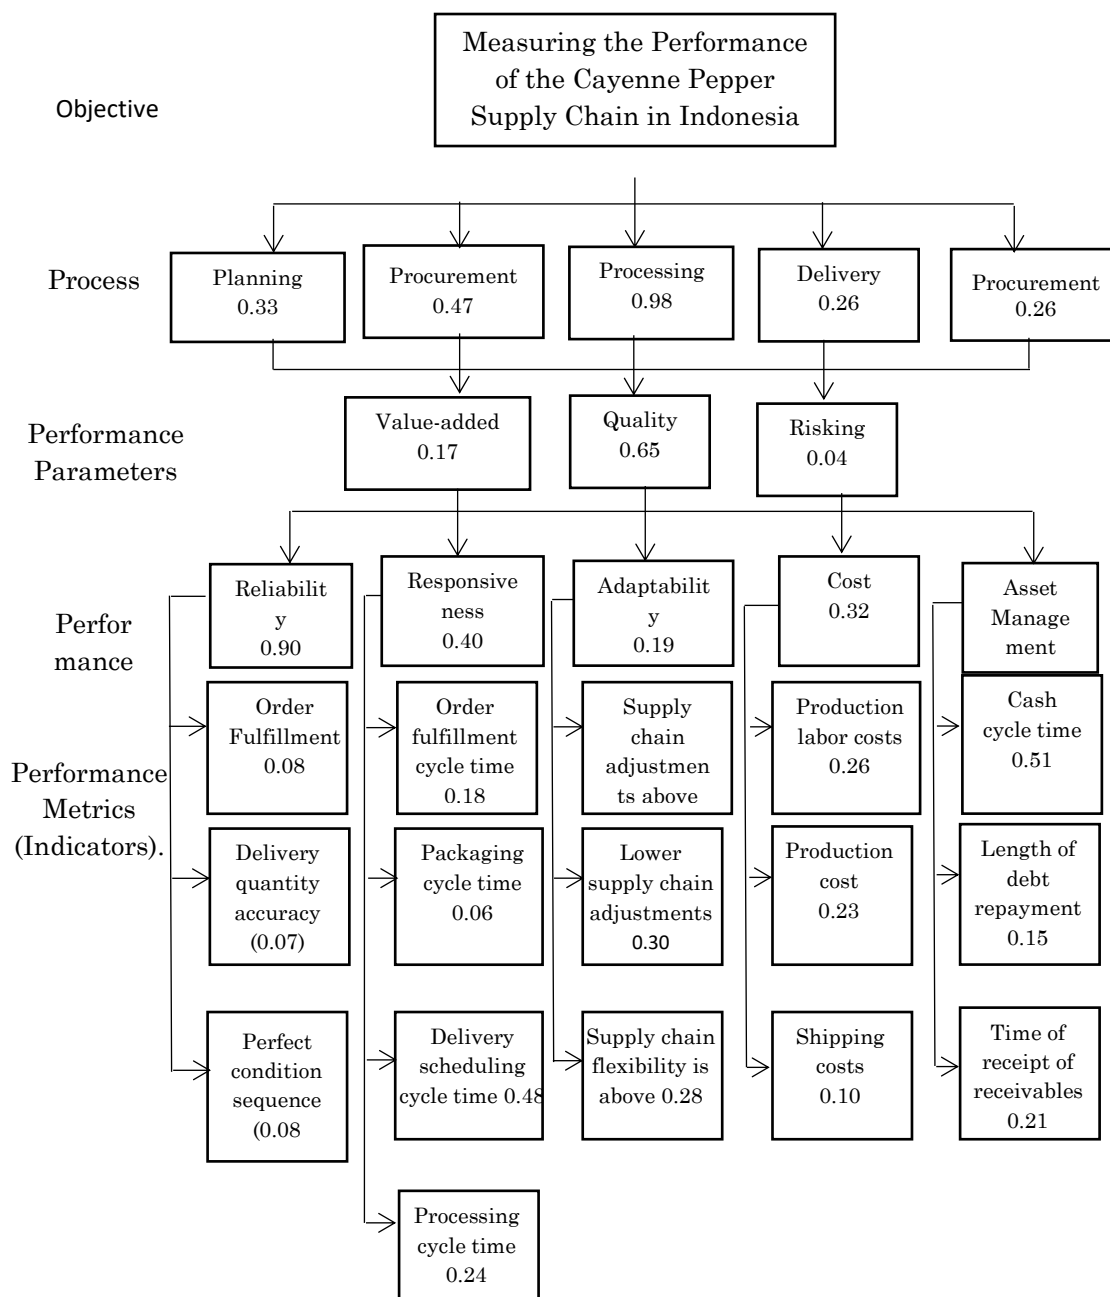 Measuring the Performance
of the Cayenne Pepper
Supply Chain in Indonesia
Objective
Process
Planning
0.33
Procurement
0.47
Processing
0.98
Delivery
0.26
Procurement
0.26
Performance
Parameters
Value-added
0.17
Quality
0.65
Risking
0.04
Perfor
mance
Reliabilit
y
0.90
Responsive
ness
0.40
Adaptabilit
y
0.19
Cost
0.32
Asset
Manage
ment
Performance
Metrics
(Indicators).
Order
Fulfillment
0.08
Order
fulfillment
cycle time
0.18
Supply
chain
adjustmen
ts above
Production
labor costs
0.26
Cash
cycle time
0.51
Delivery
quantity
accuracy
(0.07)
Packaging
cycle time
0.06
Lower
supply chain
adjustments
0.30
Production
cost
0.23
Length of
debt
repayment
0.15
Perfect
condition
sequence
(0.08
Delivery
scheduling
cycle time 0.48
Supply chain
flexibility is
above 0.28
Shipping
costs
0.10
Time of
receipt of
receivables
0.21
Processing
cycle time
0.24